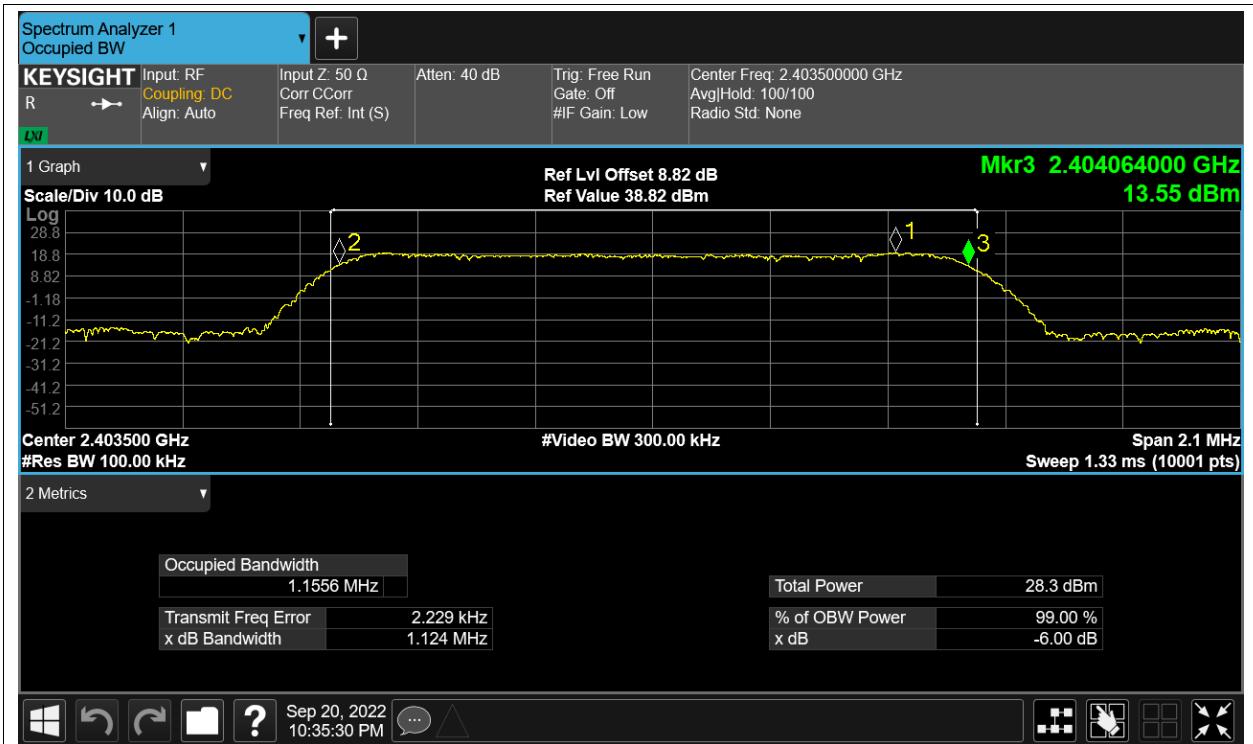 Spectrum Analyzer 1
Occupied BW
KEYSIGHT
R
LXI
Input: RF
Coupling: DC
Align: Auto
Input Z: 50 Ω
Corr CCorr
Freq Ref: Int (S)
Atten: 40 dB
Trig: Free Run
Gate: Off
#IF Gain: Low
Center Freq: 2.403500000 GHz
Avg|Hold: 100/100
Radio Std: None
1 Graph
Scale/Div 10.0 dB
Ref Lvl Offset 8.82 dB
Ref Value 38.82 dBm
Mkr3 2.404064000 GHz
13.55 dBm
Log
28.8
18.8
8.82
-1.18
-11.2
-21.2
-31.2
-41.2
-51.2
2
1
3
Center 2.403500 GHz
#Res BW 100.00 kHz
#Video BW 300.00 kHz
Span 2.1 MHz
Sweep 1.33 ms (10001 pts)
2 Metrics
Occupied Bandwidth
1.1556 MHz
Transmit Freq Error 2.229 kHz
x dB Bandwidth 1.124 MHz
Total Power 28.3 dBm
% of OBW Power 99.00 %
x dB -6.00 dB
?
Sep 20, 2022
10:35:30 PM